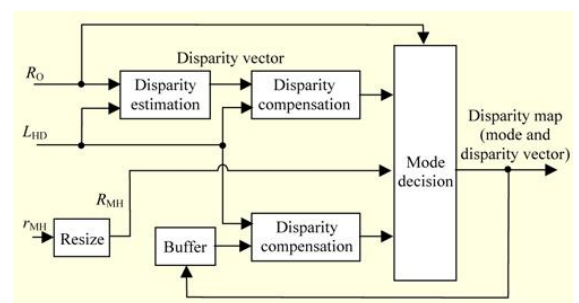 Disparity vector
R_O
Disparity
estimation
Disparity
compensation
L_HD
Disparity map
(mode and
disparity vector)
Mode
decision
R_MH
r_MH
Resize
Buffer
Disparity
compensation